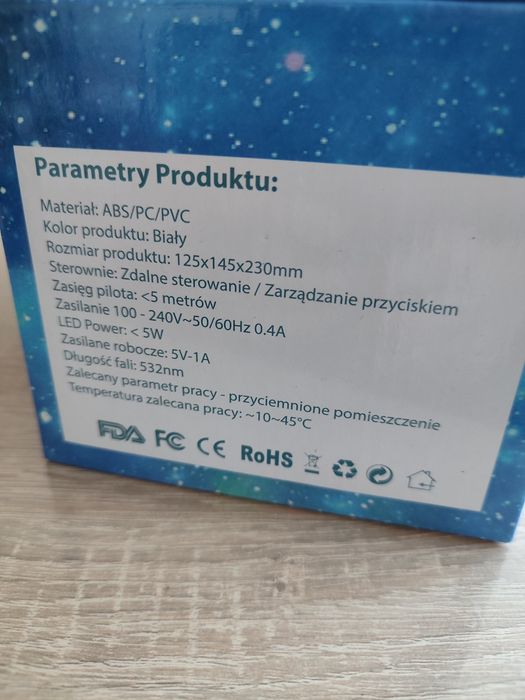 Parametry Produktu:
Materiał: ABS/PC/PVC
Kolor produktu: Biały
Rozmiar produktu: 125x145x230mm
Sterownie: Zdalne sterowanie / Zarządzanie przyciskiem
Zasięg pilota: <5 metrów
Zasilanie 100 - 240V~50/60Hz 0.4A
LED Power: < 5W
Zasilane robocze: 5V-1A
Długość fali: 532nm
Zalecany parametr pracy - przyciemnione pomieszczenie
Temperatura zalecana pracy: ~10~45°C
FDA FC CE RoHS